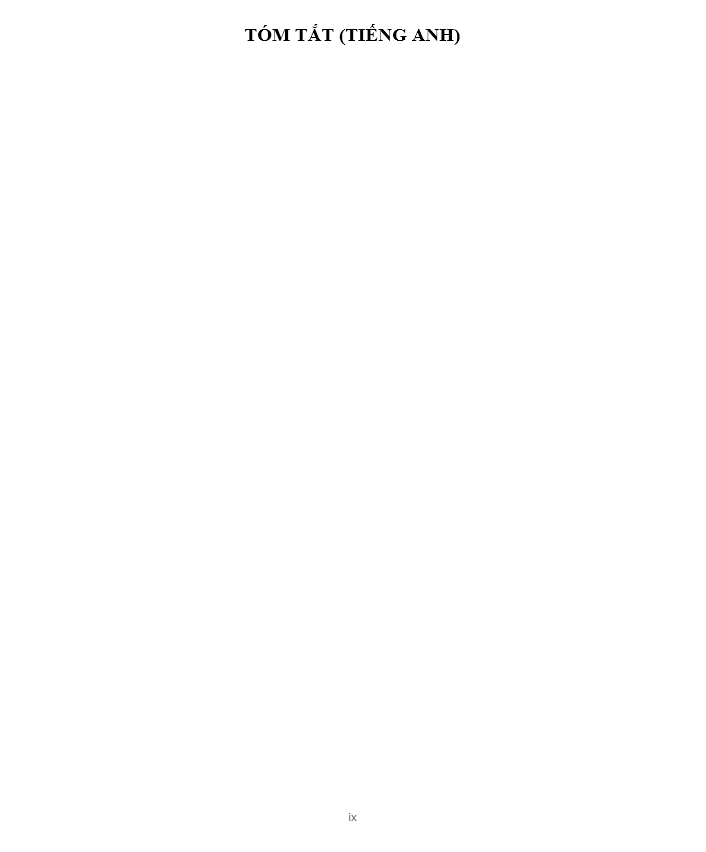 TÓM TẮT (TIẾNG ANH)
ix